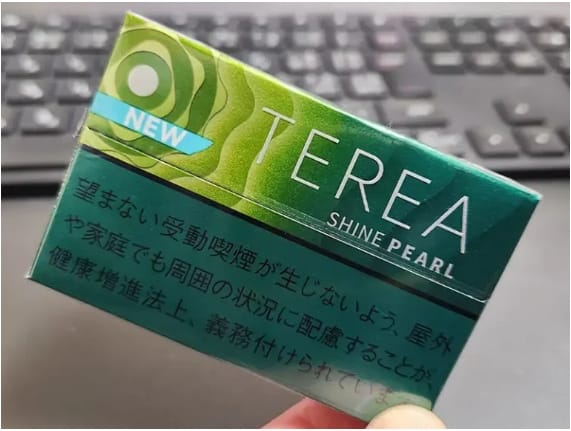 NEW
TEREA
SHINE PEARL
望まない受動喫煙が生じないよう、屋外
や家庭でも周囲の状況に配慮することが、
健康増進法上、義務付けられています